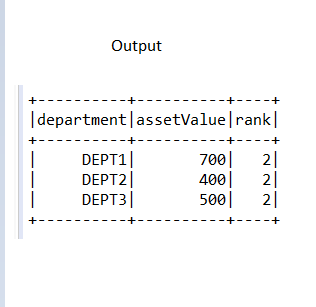 Output
+----------+----------+----+
|department|assetValue|rank|
+----------+----------+----+
|     DEPT1|       700|   2|
|     DEPT2|       400|   2|
|     DEPT3|       500|   2|
+----------+----------+----+